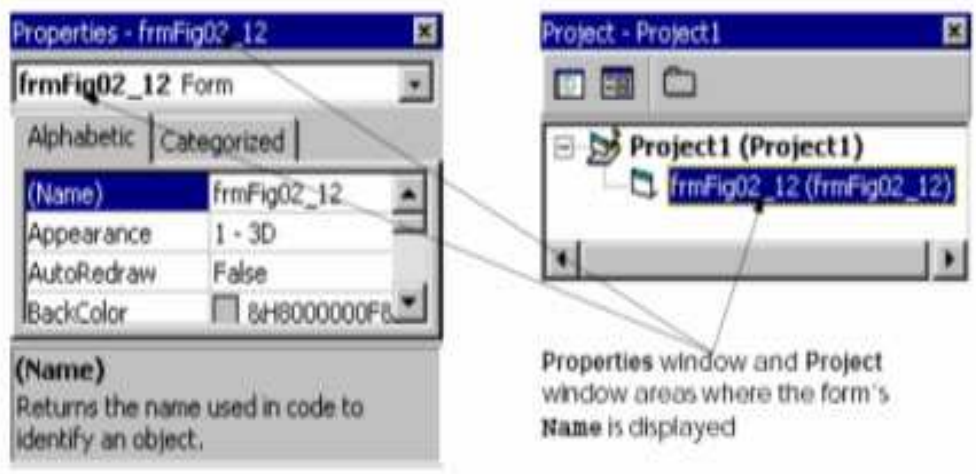 Properties - frmFig02_12
frmFig02_12 Form
Alphabetic Categorized
(Name) frmFig02_12
Appearance 1 - 3D
AutoRedraw False
BackColor &H8000000F&
(Name)
Returns the name used in code to
identify an object.
Project - Project1
Project1 (Project1)
frmFig02_12 (frmFig02_12)
Properties window and Project
window areas where the form's
Name is displayed